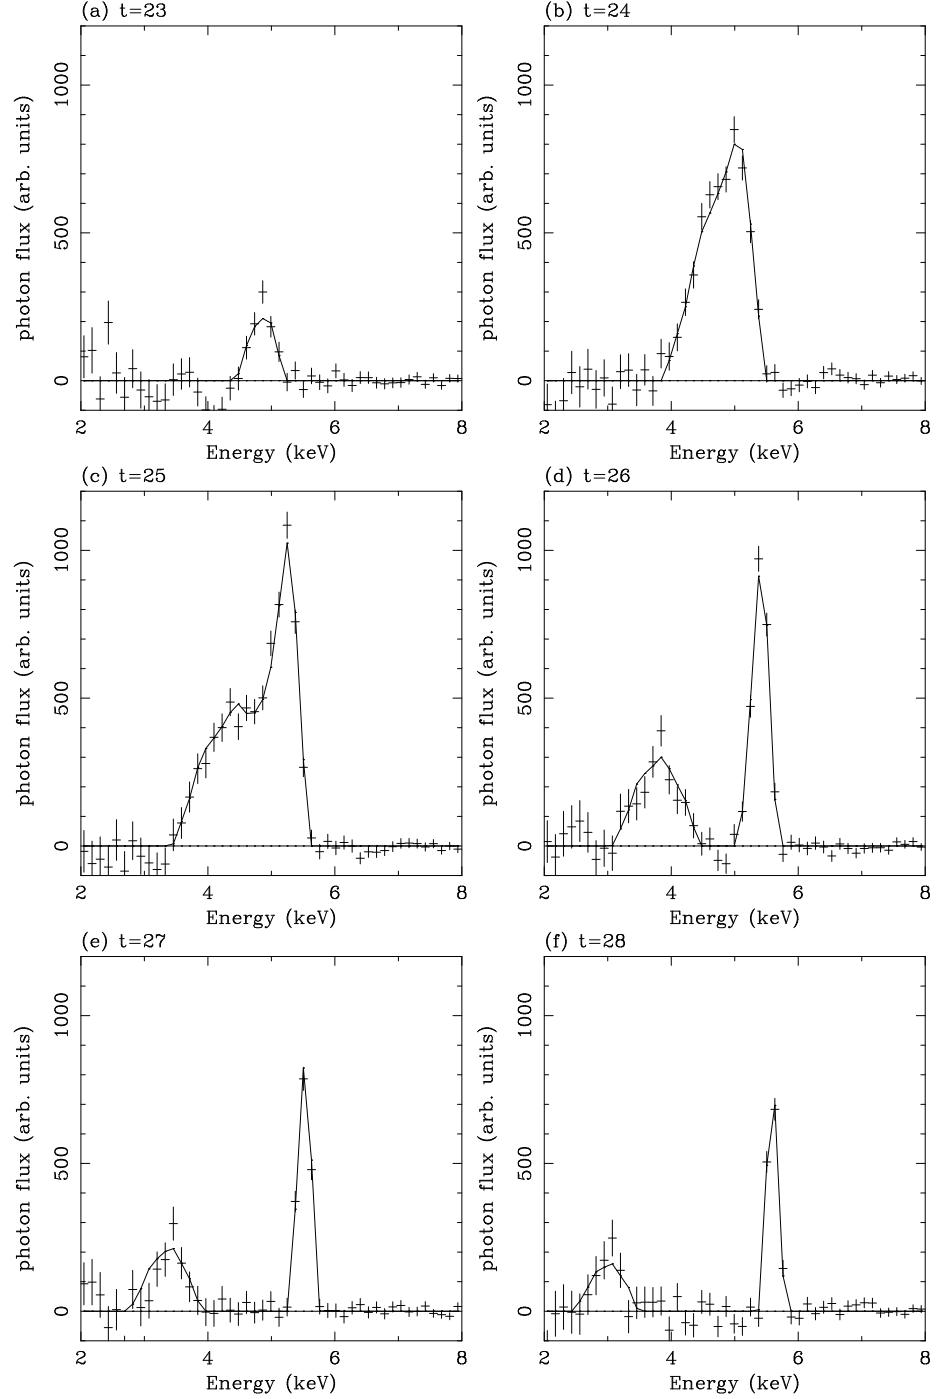 (a) t=23
(b) t=24
photon flux (arb. units)
1000
500
0
2 4 6 8
Energy (keV)
photon flux (arb. units)
1000
500
0
2 4 6 8
Energy (keV)
(c) t=25
(d) t=26
photon flux (arb. units)
1000
500
0
2 4 6 8
Energy (keV)
photon flux (arb. units)
1000
500
0
2 4 6 8
Energy (keV)
(e) t=27
(f) t=28
photon flux (arb. units)
1000
500
0
2 4 6 8
Energy (keV)
photon flux (arb. units)
1000
500
0
2 4 6 8
Energy (keV)